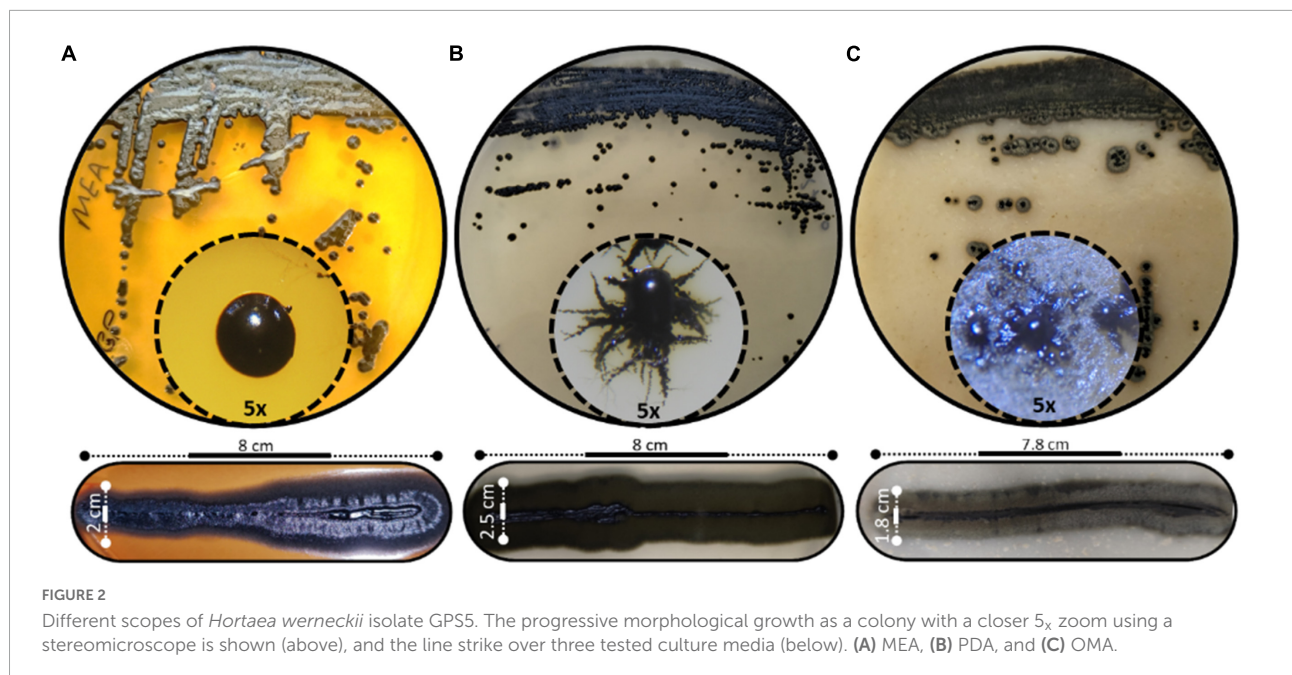 A
B
C
MEA
5x
5x
5x
8 cm
8 cm
7.8 cm
2 cm
2.5 cm
1.8 cm
FIGURE 2
Different scopes of Hortaea werneckii isolate GPS5. The progressive morphological growth as a colony with a closer 5x zoom using a
stereomicroscope is shown (above), and the line strike over three tested culture media (below). (A) MEA, (B) PDA, and (C) OMA.